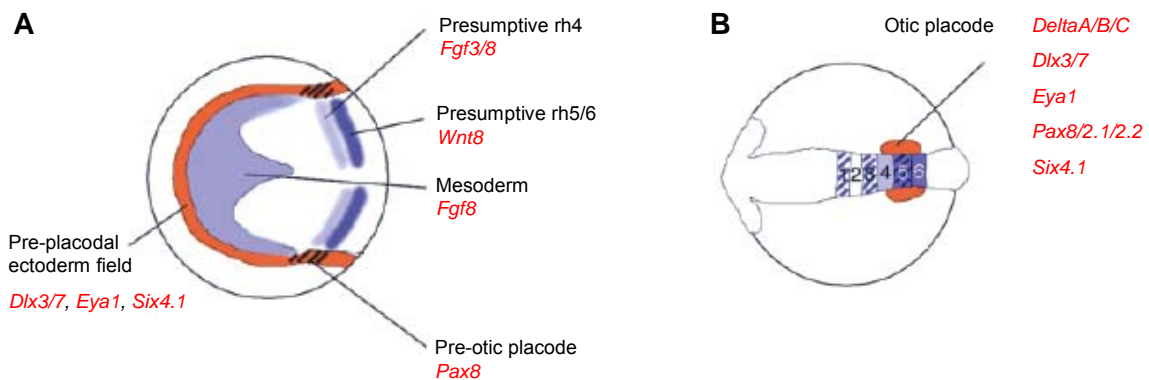 A
Presumptive rh4
Fgf3/8
Presumptive rh5/6
Wnt8
Mesoderm
Fgf8
Pre-placodal
ectoderm field
Dlx3/7, Eya1, Six4.1
Pre-otic placode
Pax8
B
Otic placode
DeltaA/B/C
Dlx3/7
Eya1
Pax8/2.1/2.2
Six4.1
1 2 3 4 5 6